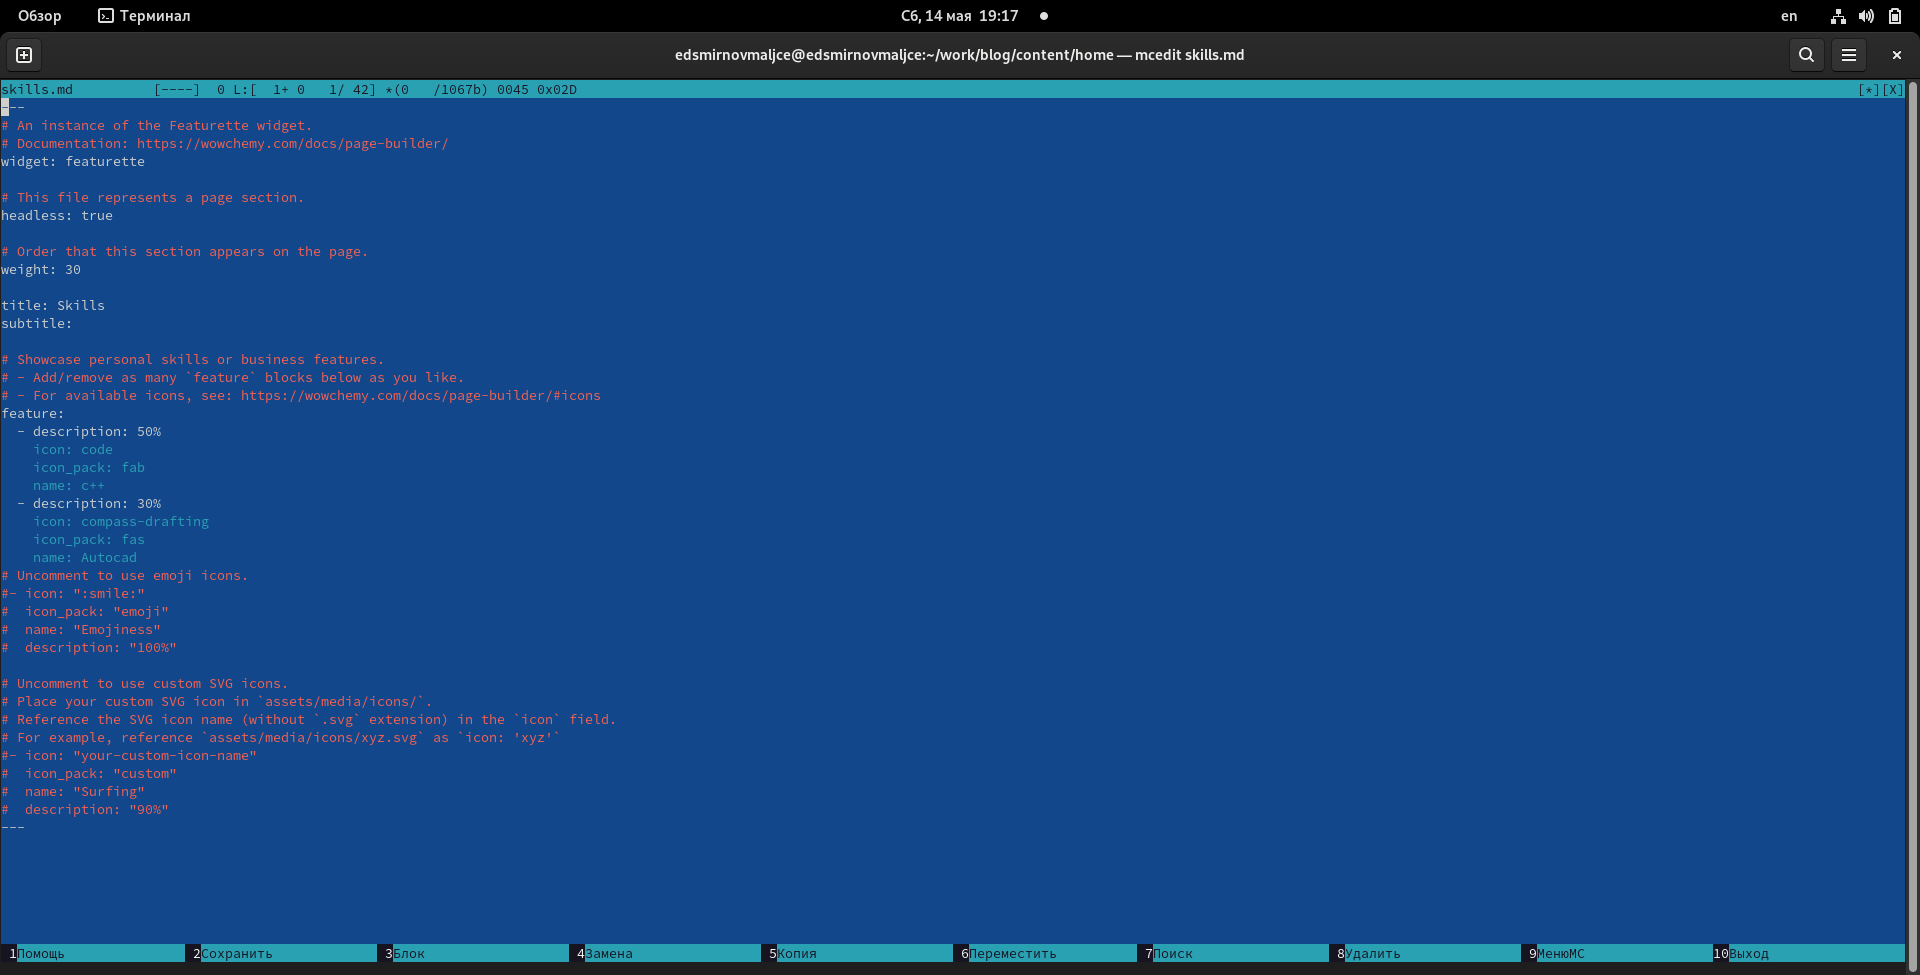 Обзор Терминал Сб, 14 мая 19:17 en
edsmirnovmaljce@edsmirnovmaljce:~/work/blog/content/home — mcedit skills.md
skills.md [----] 0 L:[ 1+ 0 1/ 42] *(0 /1067b) 0045 0x02D [*][X]
---
# An instance of the Featurette widget.
# Documentation: https://wowchemy.com/docs/page-builder/
widget: featurette

# This file represents a page section.
headless: true

# Order that this section appears on the page.
weight: 30

title: Skills
subtitle:

# Showcase personal skills or business features.
# - Add/remove as many `feature` blocks below as you like.
# - For available icons, see: https://wowchemy.com/docs/page-builder/#icons
feature:
  - description: 50%
    icon: code
    icon_pack: fab
    name: c++
  - description: 30%
    icon: compass-drafting
    icon_pack: fas
    name: Autocad
# Uncomment to use emoji icons.
#- icon: ":smile:"
#  icon_pack: "emoji"
#  name: "Emojiness"
#  description: "100%"

# Uncomment to use custom SVG icons.
# Place your custom SVG icon in `assets/media/icons/`.
# Reference the SVG icon name (without `.svg` extension) in the `icon` field.
# For example, reference `assets/media/icons/xyz.svg` as `icon: 'xyz'`
#- icon: "your-custom-icon-name"
#  icon_pack: "custom"
#  name: "Surfing"
#  description: "90%"
---
1Помощь 2Сохранить 3Блок 4Замена 5Копия 6Переместить 7Поиск 8Удалить 9МенюМС 10Выход